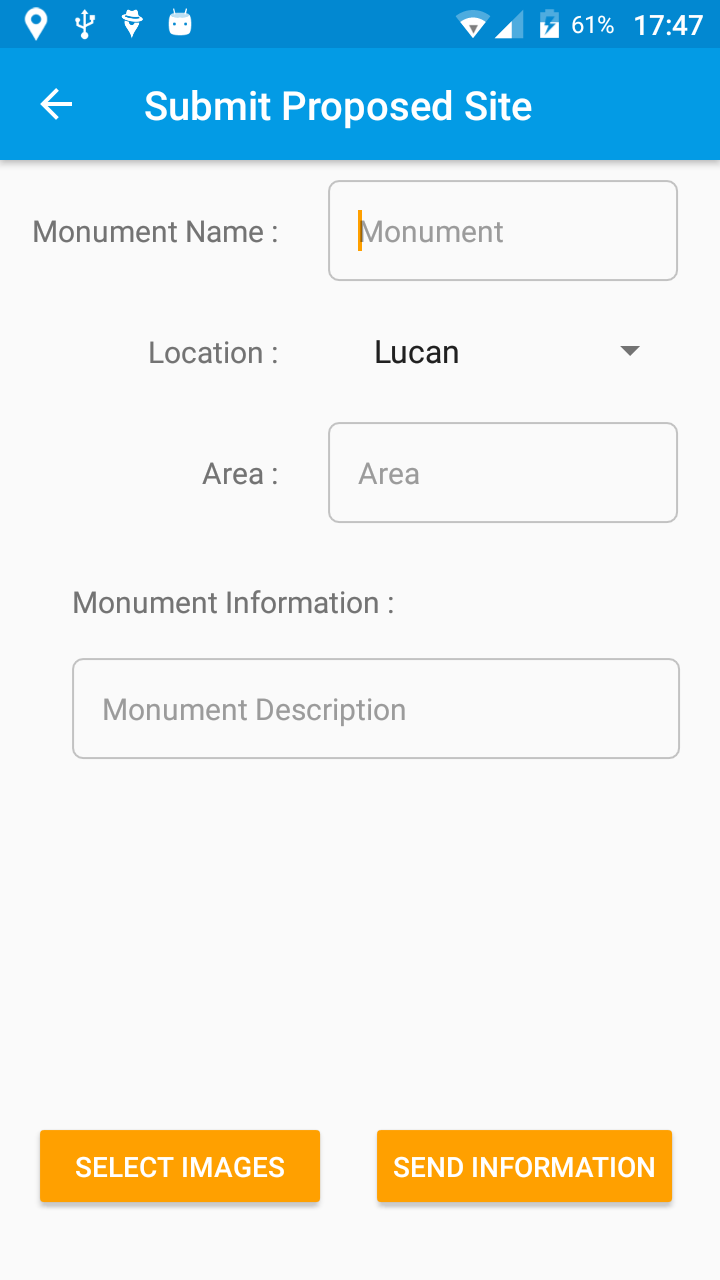 61% 17:47
Submit Proposed Site
Monument Name : Monument
Location : Lucan
Area : Area
Monument Information :
Monument Description
SELECT IMAGES SEND INFORMATION